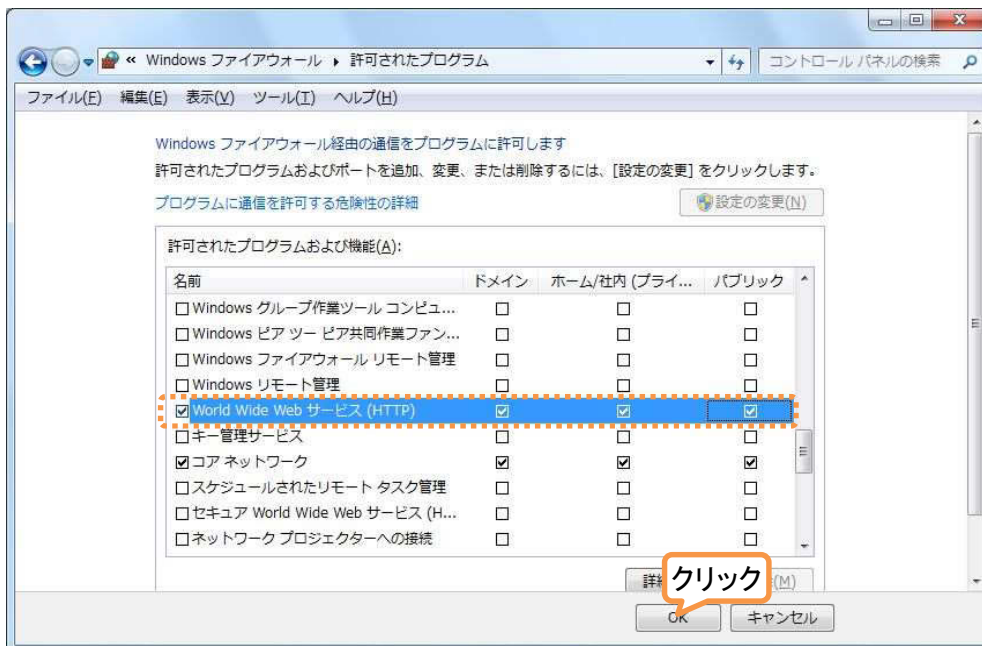 « Windows ファイアウォール ▸ 許可されたプログラム
コントロール パネルの検索
ファイル(F) 編集(E) 表示(V) ツール(T) ヘルプ(H)
Windows ファイアウォール経由の通信をプログラムに許可します
許可されたプログラムおよびポートを追加、変更、または削除するには、[設定の変更] をクリックします。
プログラムに通信を許可する危険性の詳細
設定の変更(N)
許可されたプログラムおよび機能(A):
名前 ドメイン ホーム/社内 (プライ... パブリック
Windows グループ作業ツール コンピュ...
Windows ピア ツー ピア共同作業ファン...
Windows ファイアウォール リモート管理
Windows リモート管理
World Wide Web サービス (HTTP)
キー管理サービス
コア ネットワーク
スケジュールされたリモート タスク管理
セキュア World Wide Web サービス (H...
ネットワーク プロジェクターへの接続
詳細 (M)
クリック
OK キャンセル